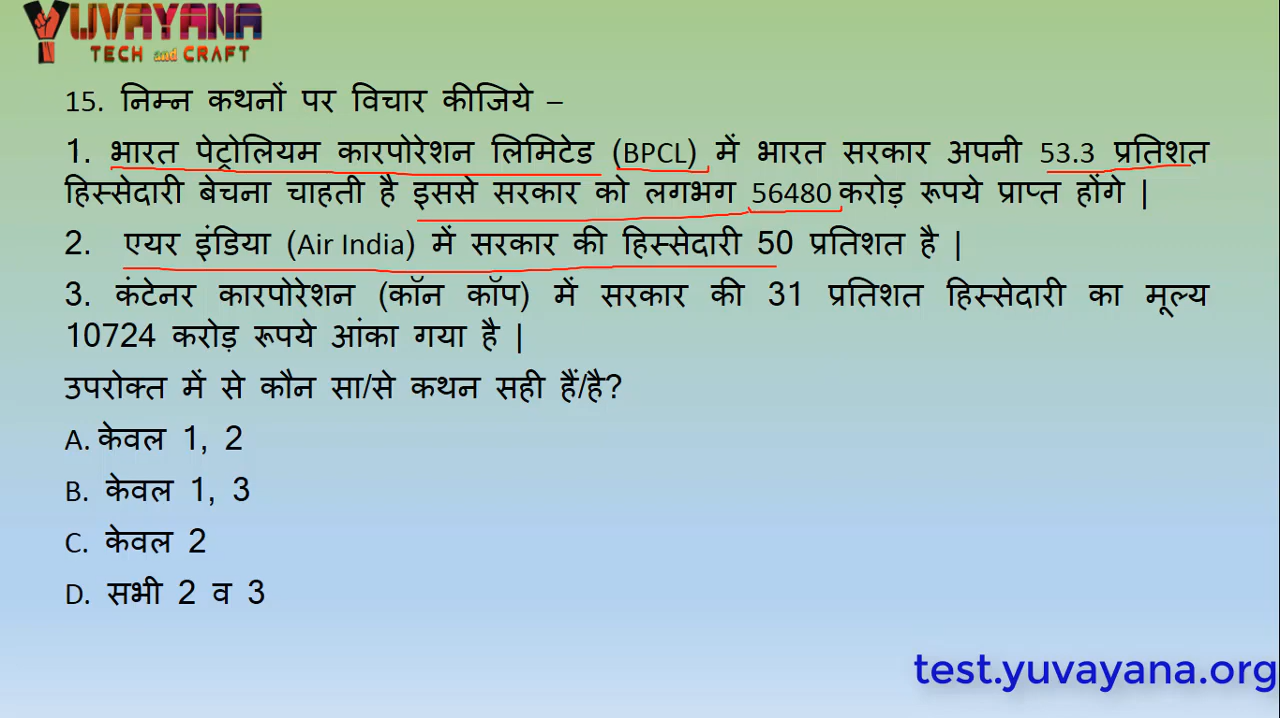 YUVAYANA
TECH and CRAFT
15. निम्न कथनों पर विचार कीजिये –
1. भारत पेट्रोलियम कारपोरेशन लिमिटेड (BPCL) में भारत सरकार अपनी 53.3 प्रतिशत
हिस्सेदारी बेचना चाहती है इससे सरकार को लगभग 56480 करोड़ रूपये प्राप्त होंगे |
2. एयर इंडिया (Air India) में सरकार की हिस्सेदारी 50 प्रतिशत है |
3. कंटेनर कारपोरेशन (कॉन कॉप) में सरकार की 31 प्रतिशत हिस्सेदारी का मूल्य
10724 करोड़ रूपये आंका गया है |
उपरोक्त में से कौन सा/से कथन सही हैं/है?
A. केवल 1, 2
B. केवल 1, 3
C. केवल 2
D. सभी 2 व 3
test.yuvayana.org